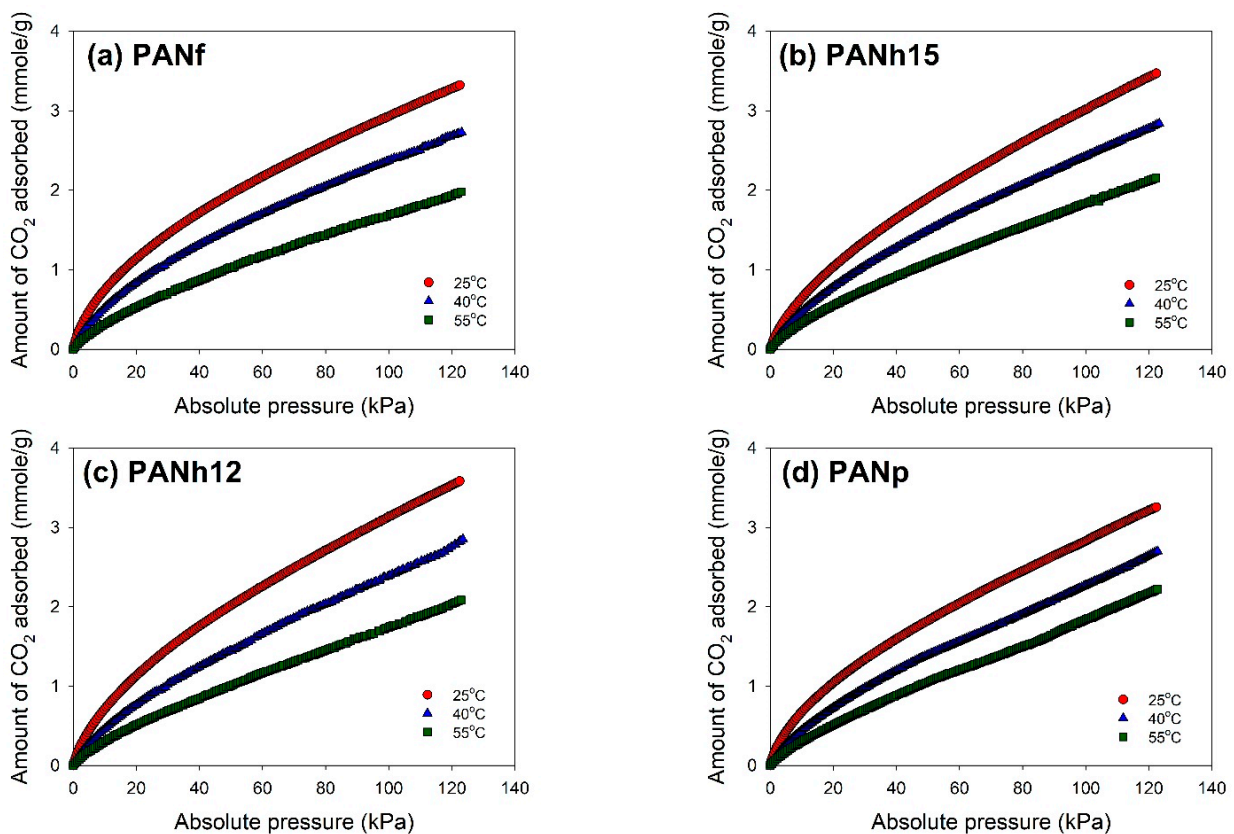 (a) PANf
Amount of CO₂ adsorbed (mmole/g)
4
3
2
1
0
25°C
40°C
55°C
0 20 40 60 80 100 120 140
Absolute pressure (kPa)
(b) PANh15
Amount of CO₂ adsorbed (mmole/g)
4
3
2
1
0
25°C
40°C
55°C
0 20 40 60 80 100 120 140
Absolute pressure (kPa)
(c) PANh12
Amount of CO₂ adsorbed (mmole/g)
4
3
2
1
0
25°C
40°C
55°C
0 20 40 60 80 100 120 140
Absolute pressure (kPa)
(d) PANp
Amount of CO₂ adsorbed (mmole/g)
4
3
2
1
0
25°C
40°C
55°C
0 20 40 60 80 100 120 140
Absolute pressure (kPa)